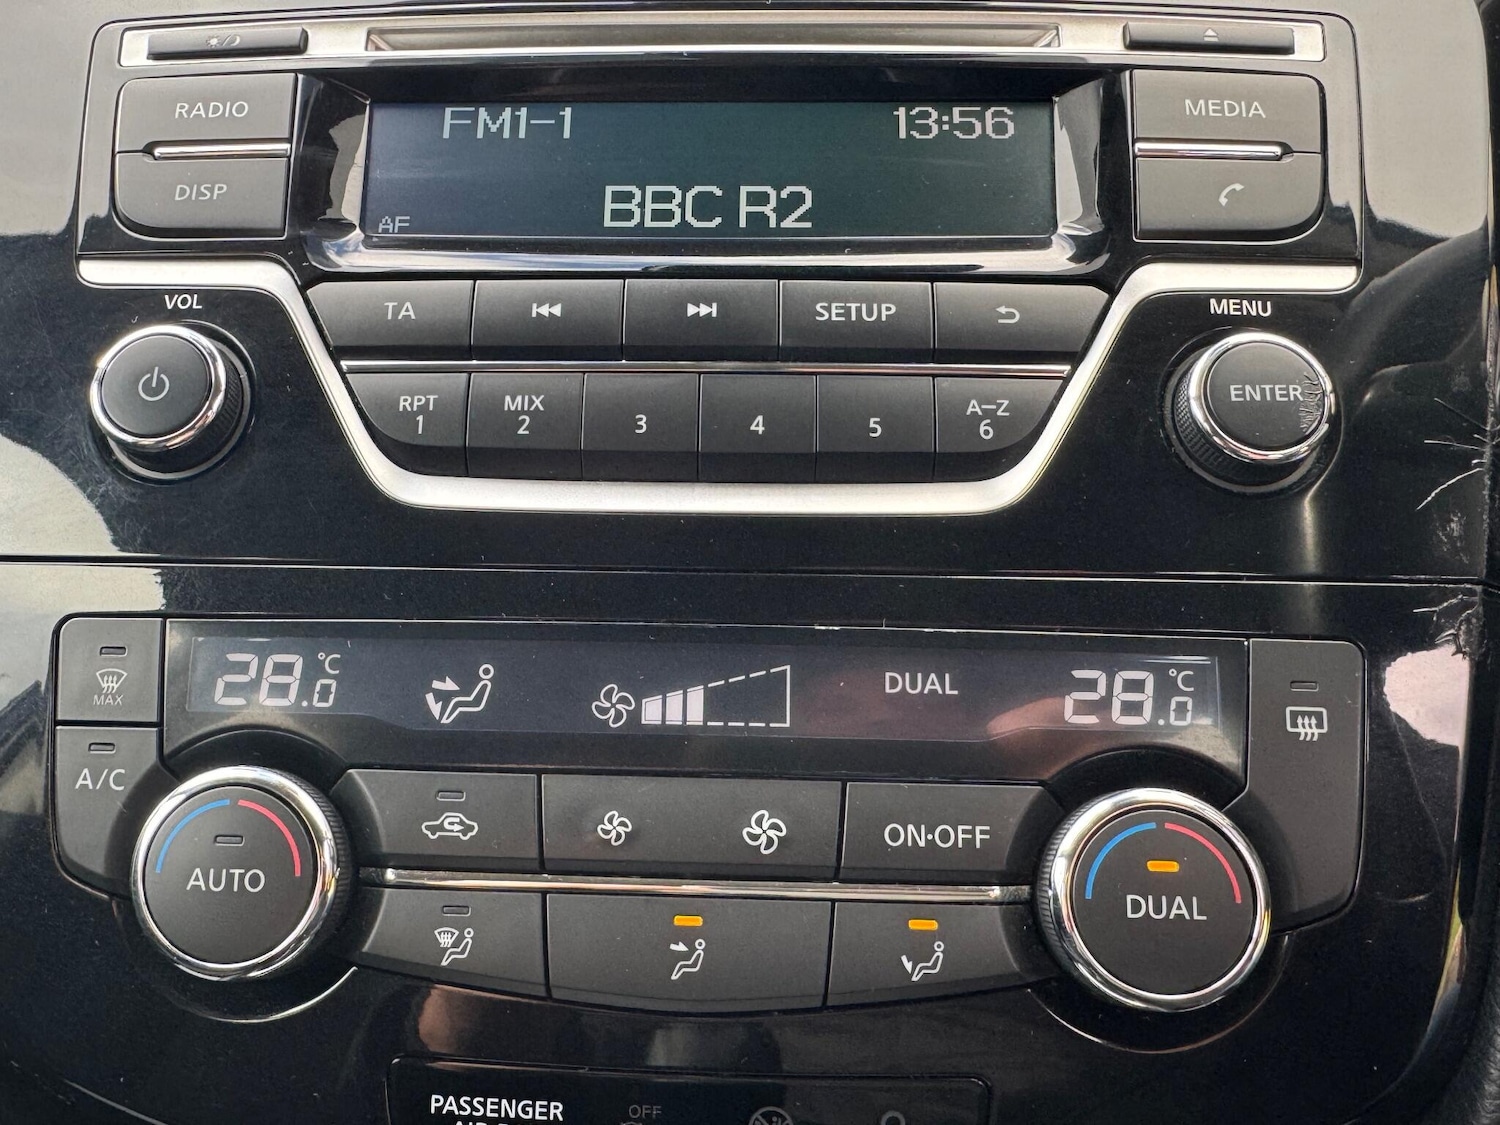 RADIO
FM1-1 13:56
MEDIA
DISP
AF
BBC R2
VOL
TA
SETUP
MENU
RPT
1
MIX
2
3
4
5
A-Z
6
ENTER
MAX
28.0 °C
DUAL
28.0 °C
A/C
AUTO
ON·OFF
DUAL
PASSENGER
OFF